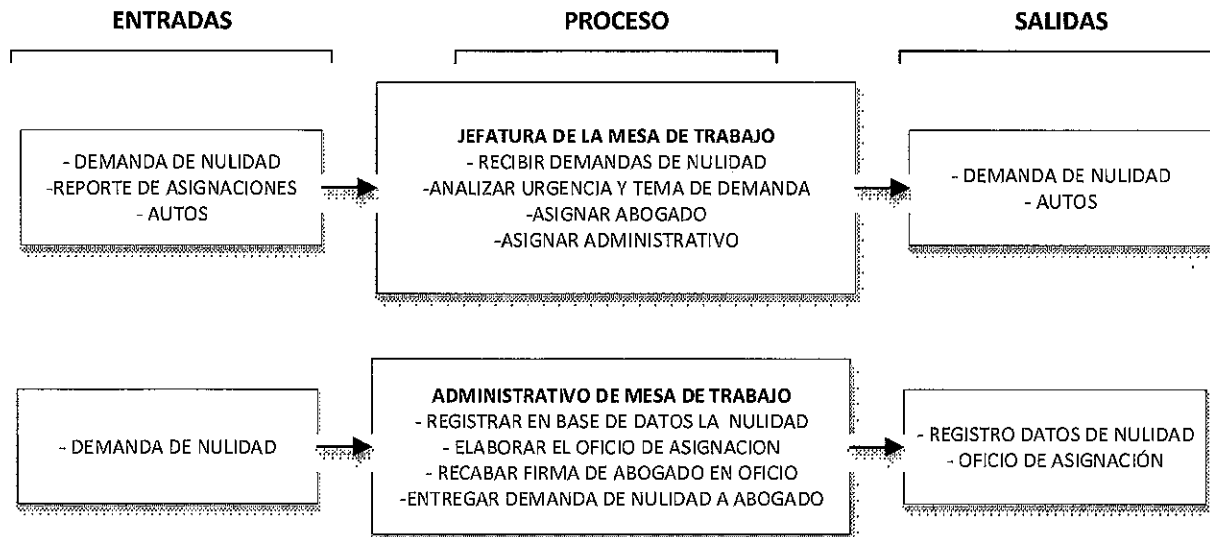 ENTRADAS
PROCESO
SALIDAS
- DEMANDA DE NULIDAD
-REPORTE DE ASIGNACIONES
- AUTOS
JEFATURA DE LA MESA DE TRABAJO
- RECIBIR DEMANDAS DE NULIDAD
-ANALIZAR URGENCIA Y TEMA DE DEMANDA
-ASIGNAR ABOGADO
-ASIGNAR ADMINISTRATIVO
- DEMANDA DE NULIDAD
- AUTOS
- DEMANDA DE NULIDAD
ADMINISTRATIVO DE MESA DE TRABAJO
- REGISTRAR EN BASE DE DATOS LA NULIDAD
- ELABORAR EL OFICIO DE ASIGNACION
- RECABAR FIRMA DE ABOGADO EN OFICIO
-ENTREGAR DEMANDA DE NULIDAD A ABOGADO
- REGISTRO DATOS DE NULIDAD
- OFICIO DE ASIGNACIÓN